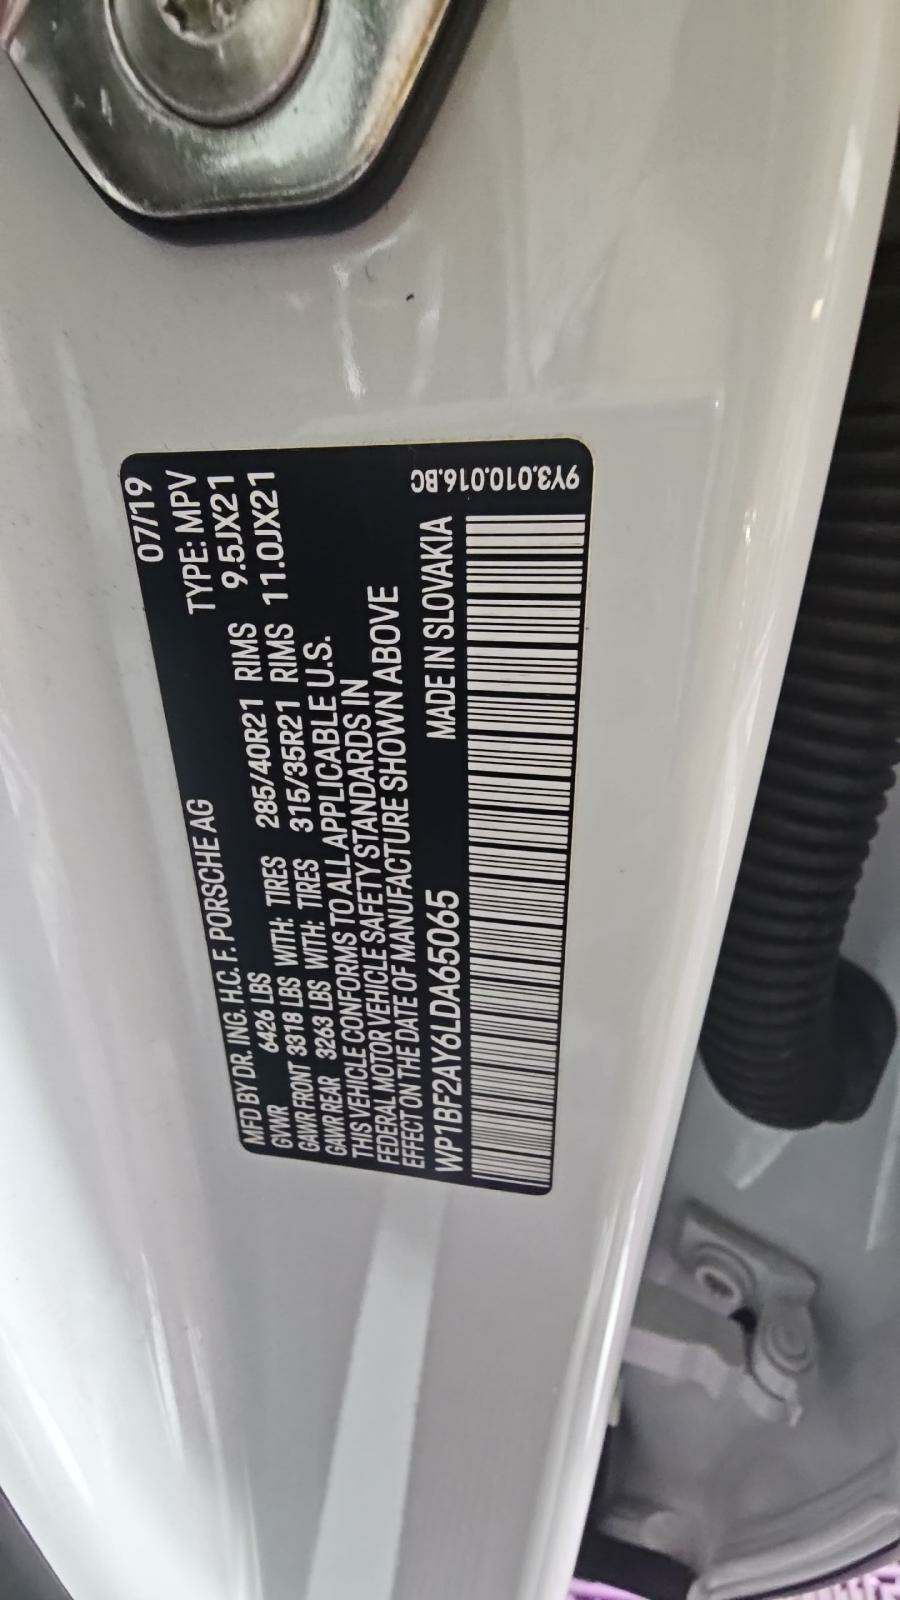 07/19
MFD BY DR. ING. H.C. F. PORSCHE AG TYPE: MPV
GVWR 6426 LBS
GAWR FRONT 3318 LBS WITH: TIRES 285/40R21 RIMS 9.5JX21
GAWR REAR 3263 LBS WITH: TIRES 315/35R21 RIMS 11.0JX21
THIS VEHICLE CONFORMS TO ALL APPLICABLE U.S.
FEDERAL MOTOR VEHICLE SAFETY STANDARDS IN
EFFECT ON THE DATE OF MANUFACTURE SHOWN ABOVE
WP1BF2AY6LDA65065 MADE IN SLOVAKIA
9Y3.010.016.BC